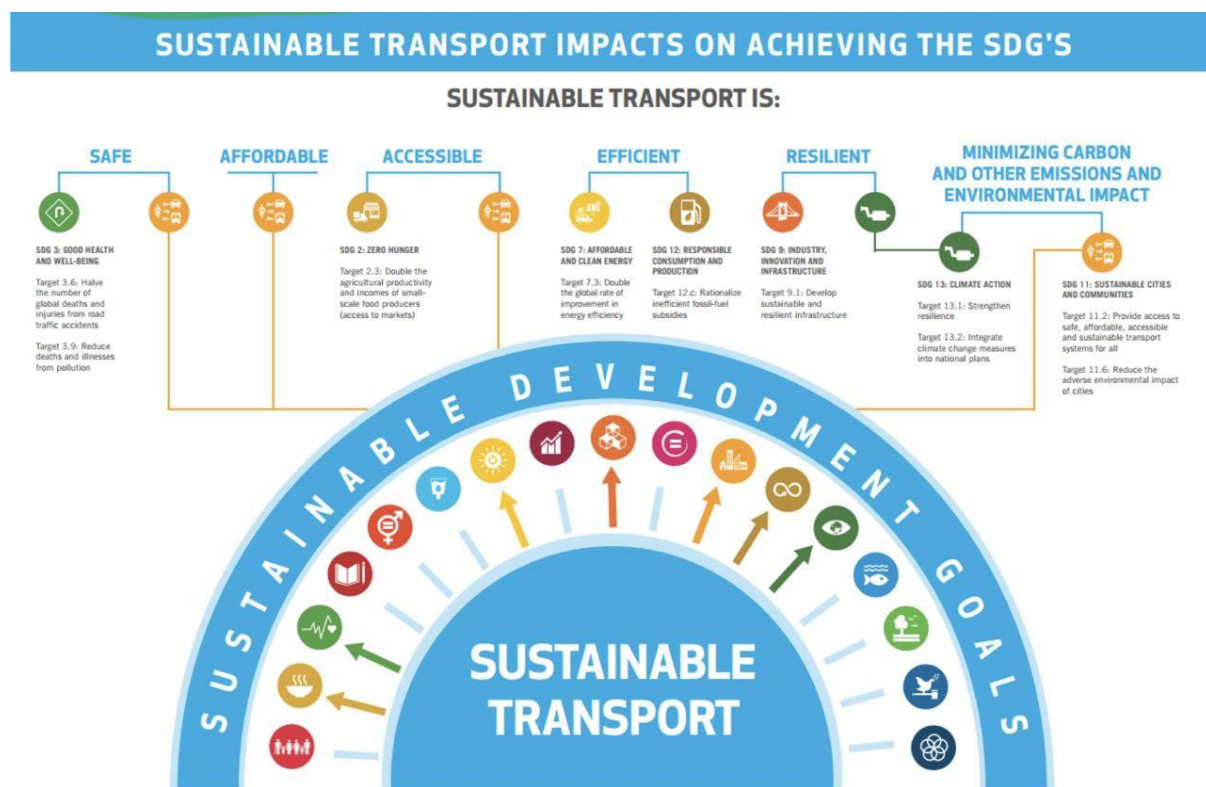 SUSTAINABLE TRANSPORT IMPACTS ON ACHIEVING THE SDG'S
SUSTAINABLE TRANSPORT IS:
SAFE
AFFORDABLE
ACCESSIBLE
EFFICIENT
RESILIENT
MINIMIZING CARBON
AND OTHER EMISSIONS AND
ENVIRONMENTAL IMPACT
SDG 3: GOOD HEALTH
AND WELL-BEING
Target 3.6: Halve
the number of
global deaths and
injuries from road
traffic accidents
Target 3.9: Reduce
deaths and illnesses
from pollution
SDG 2: ZERO HUNGER
Target 2.3: Double the
agricultural productivity
and incomes of small-
scale food producers
(access to markets)
SDG 7: AFFORDABLE
AND CLEAN ENERGY
Target 7.3: Double
the global rate of
improvement in
energy efficiency
SDG 12: RESPONSIBLE
CONSUMPTION AND
PRODUCTION
Target 12.c: Rationalize
inefficient fossil-fuel
subsidies
SDG 9: INDUSTRY,
INNOVATION AND
INFRASTRUCTURE
Target 9.1: Develop
sustainable and
resilient infrastructure
SDG 13: CLIMATE ACTION
Target 13.1: Strengthen
resilience
Target 13.2: Integrate
climate change measures
into national plans
SDG 11: SUSTAINABLE CITIES
AND COMMUNITIES
Target 11.2: Provide access to
safe, affordable, accessible
and sustainable transport
systems for all
Target 11.6: Reduce the
adverse environmental impact
of cities
SUSTAINABLE DEVELOPMENT GOALS
SUSTAINABLE
TRANSPORT